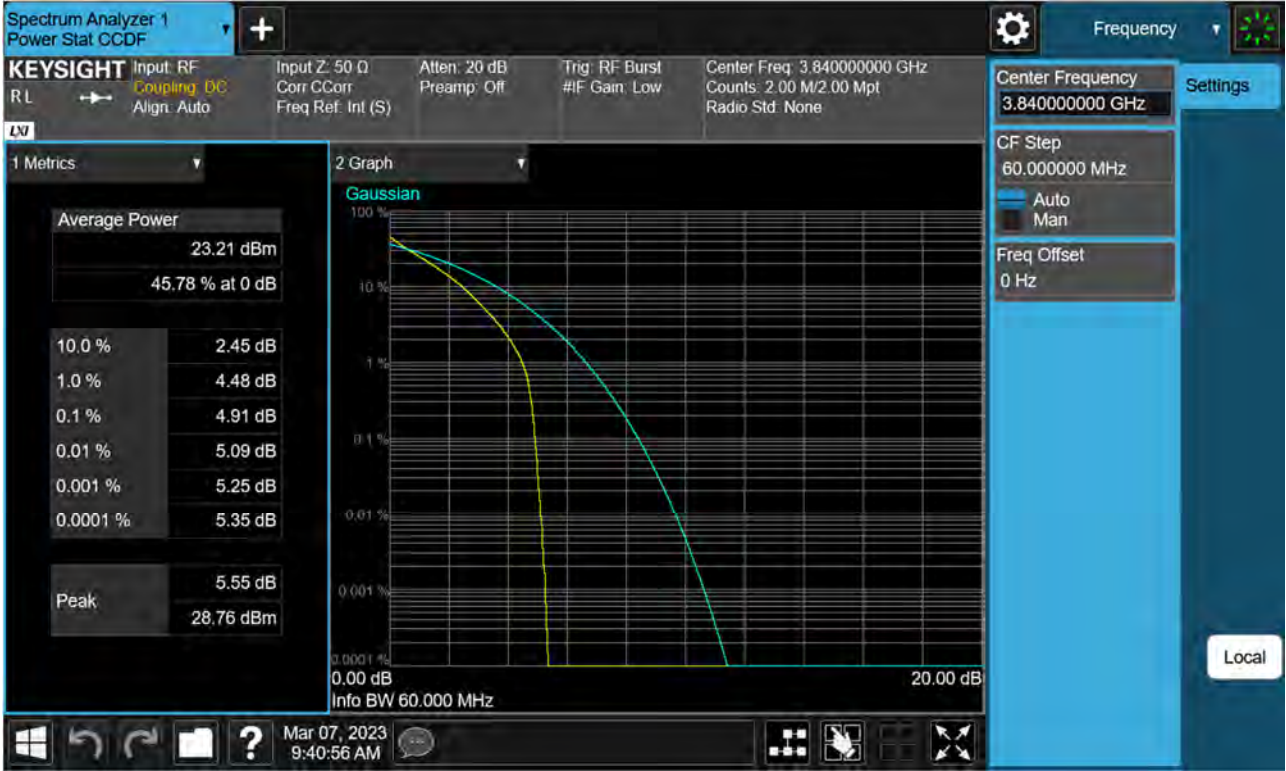 Spectrum Analyzer 1
Power Stat CCDF
Frequency
KEYSIGHT
R L
LXI
Input: RF
Coupling: DC
Align: Auto
Input Z: 50 Ω
Corr CCorr
Freq Ref: Int (S)
Atten: 20 dB
Preamp: Off
Trig: RF Burst
#IF Gain: Low
Center Freq: 3.840000000 GHz
Counts: 2.00 M/2.00 Mpt
Radio Std: None
Center Frequency
3.840000000 GHz
Settings
CF Step
60.000000 MHz
Auto
Man
Freq Offset
0 Hz
1 Metrics
Average Power
23.21 dBm
45.78 % at 0 dB
10.0 % 2.45 dB
1.0 % 4.48 dB
0.1 % 4.91 dB
0.01 % 5.09 dB
0.001 % 5.25 dB
0.0001 % 5.35 dB
Peak
5.55 dB
28.76 dBm
2 Graph
Gaussian
100 %
10 %
1 %
0.1 %
0.01 %
0.001 %
0.0001 %
0.00 dB 20.00 dB
Info BW 60.000 MHz
Local
?
Mar 07, 2023
9:40:56 AM